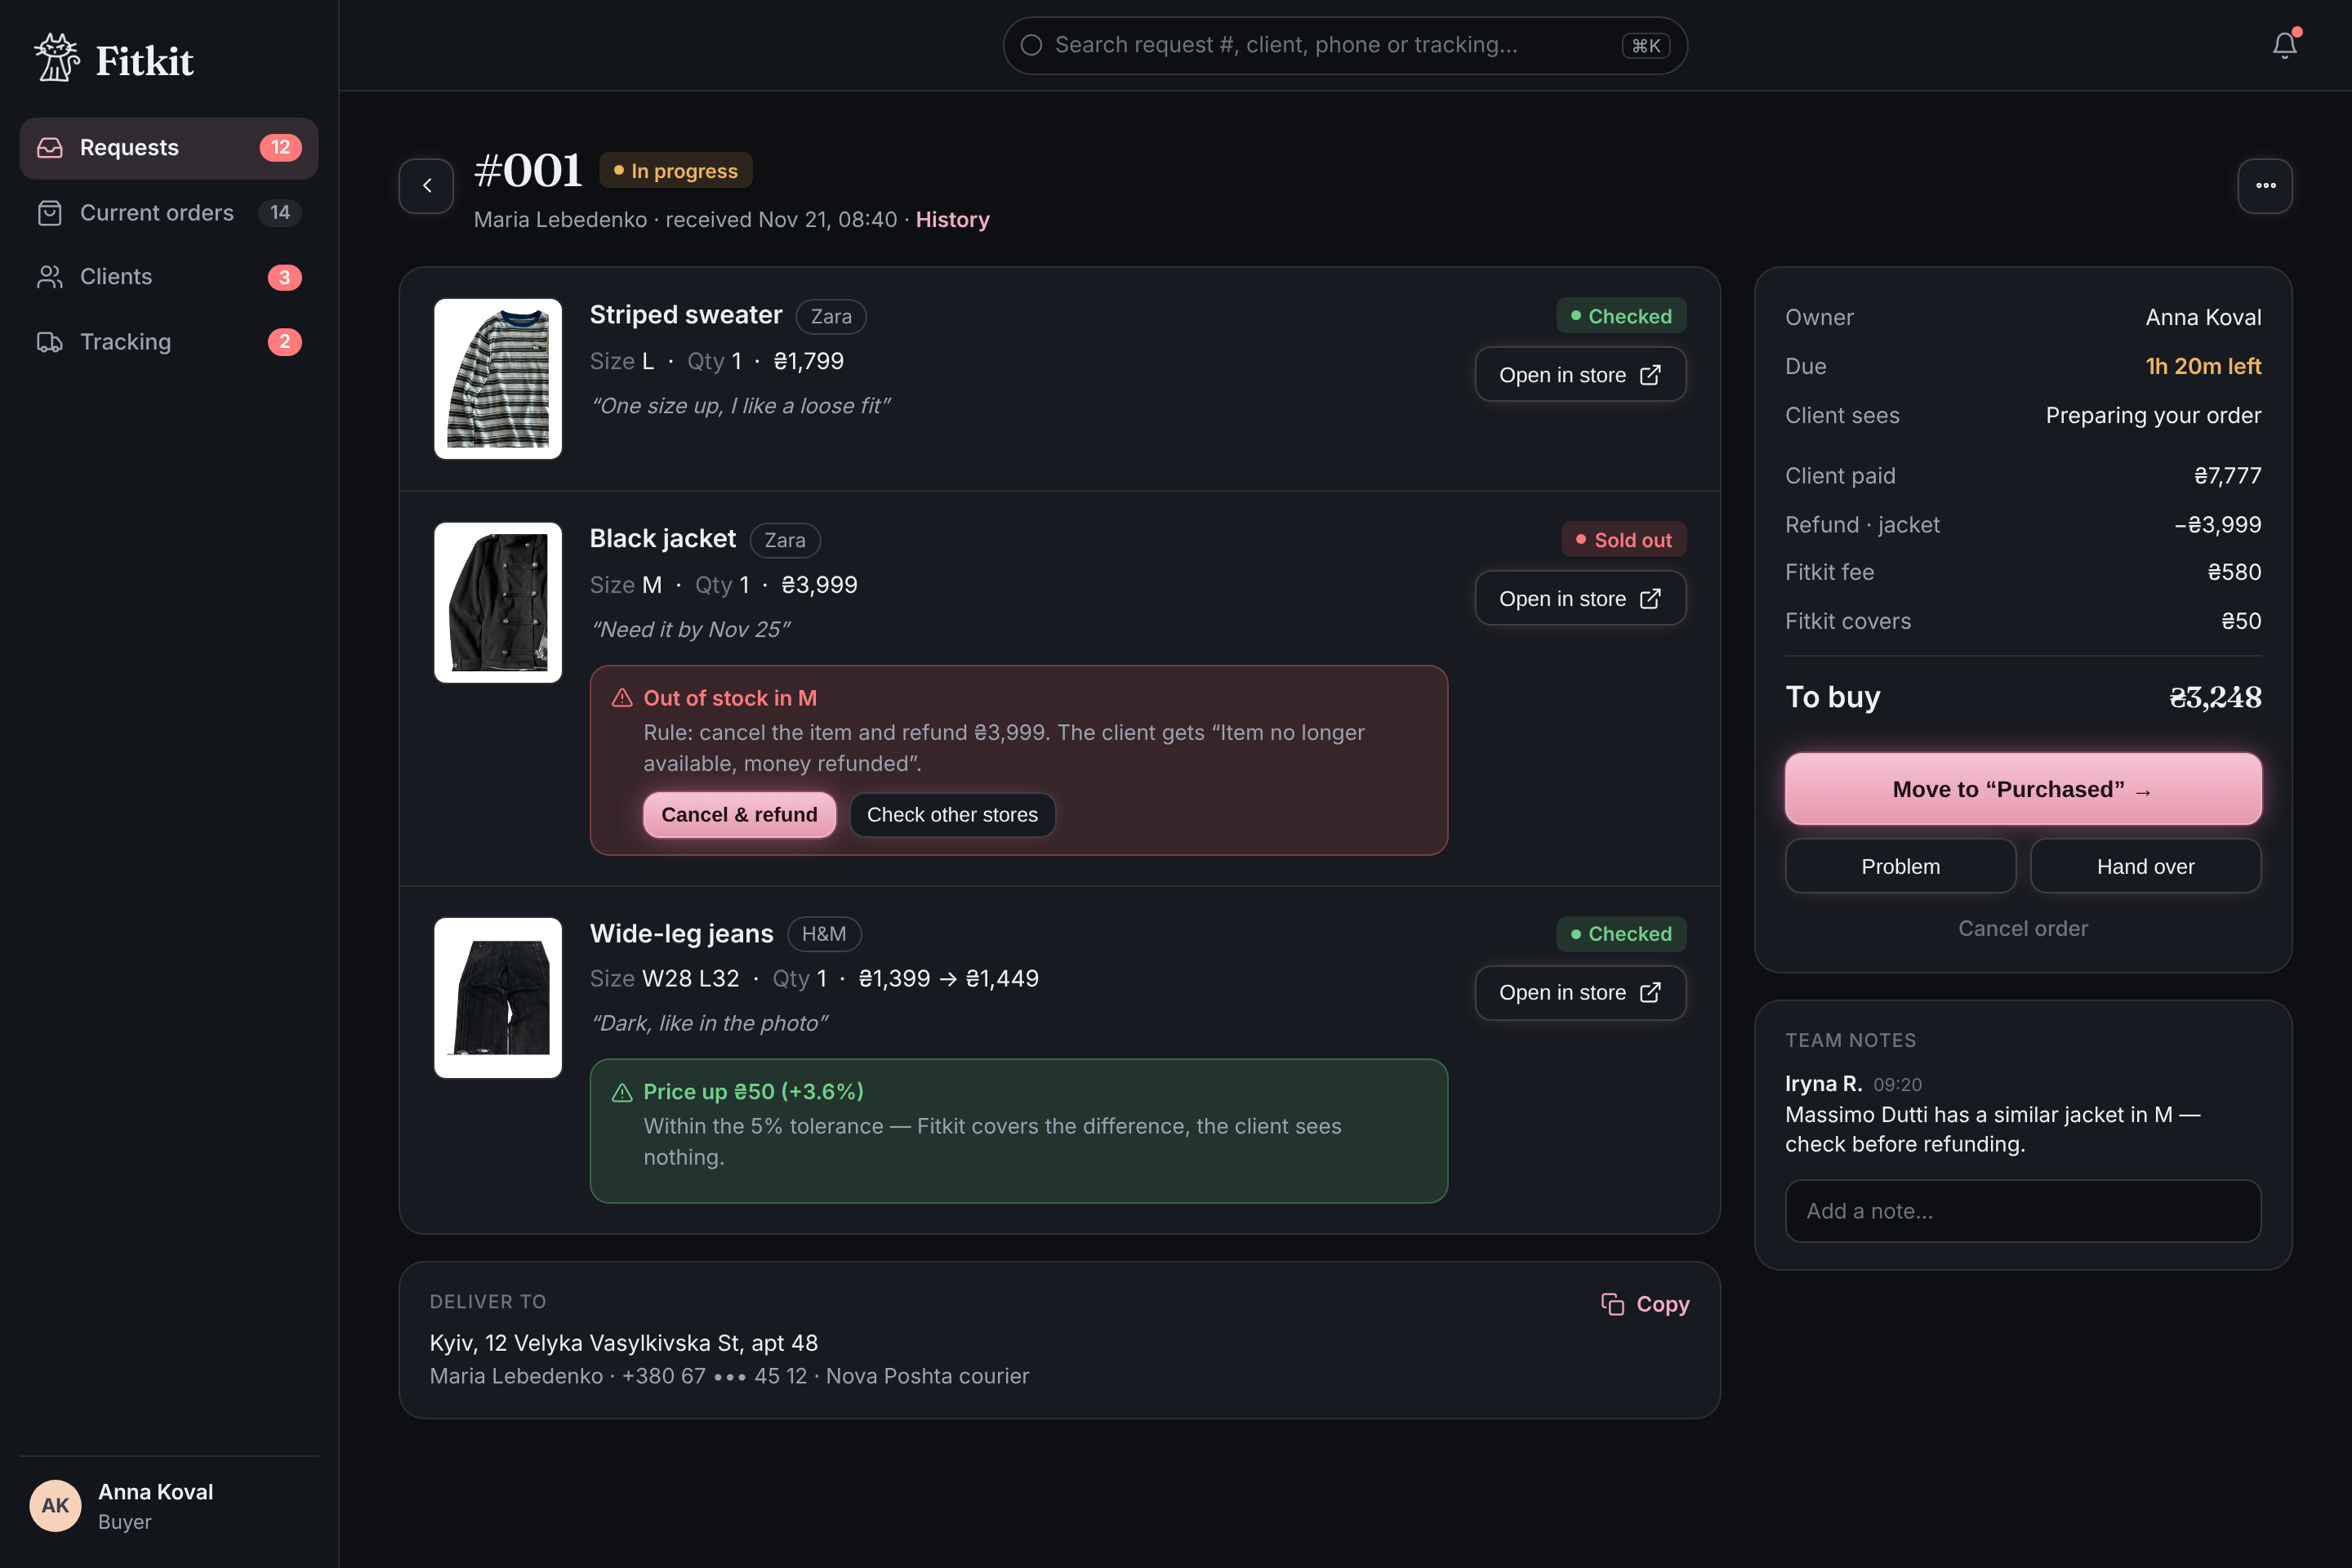 Fitkit
Search request #, client, phone or tracking...
⌘K
Requests
12
Current orders
14
Clients
3
Tracking
2
#001
In progress
Maria Lebedenko · received Nov 21, 08:40 · History
Striped sweater
Zara
Checked
Size L · Qty 1 · ₴1,799
Open in store
“One size up, I like a loose fit”
Black jacket
Zara
Sold out
Size M · Qty 1 · ₴3,999
Open in store
“Need it by Nov 25”
Out of stock in M
Rule: cancel the item and refund ₴3,999. The client gets “Item no longer
available, money refunded”.
Cancel & refund
Check other stores
Wide-leg jeans
H&M
Checked
Size W28 L32 · Qty 1 · ₴1,399 → ₴1,449
Open in store
“Dark, like in the photo”
Price up ₴50 (+3.6%)
Within the 5% tolerance — Fitkit covers the difference, the client sees
nothing.
DELIVER TO
Copy
Kyiv, 12 Velyka Vasylkivska St, apt 48
Maria Lebedenko · +380 67 ••• 45 12 · Nova Poshta courier
Owner
Anna Koval
Due
1h 20m left
Client sees
Preparing your order
Client paid
₴7,777
Refund · jacket
−₴3,999
Fitkit fee
₴580
Fitkit covers
₴50
To buy
₴3,248
Move to “Purchased” →
Problem
Hand over
Cancel order
TEAM NOTES
Iryna R. 09:20
Massimo Dutti has a similar jacket in M —
check before refunding.
Add a note...
AK
Anna Koval
Buyer